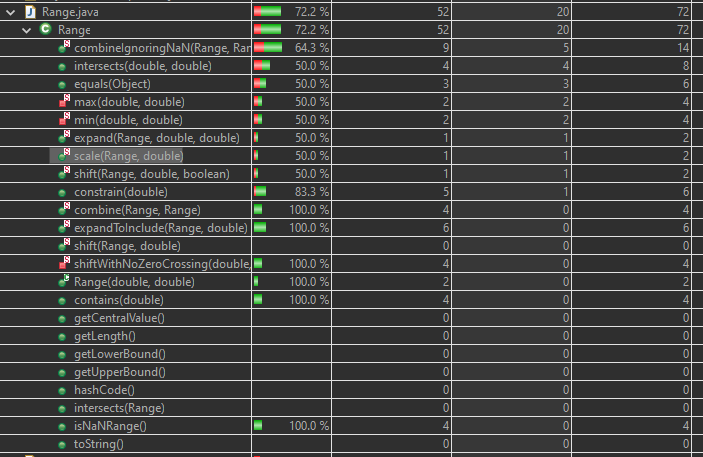 Range.java 72.2 % 52 20 72
Range 72.2 % 52 20 72
combineIgnoringNaN(Range, Ran 64.3 % 9 5 14
intersects(double, double) 50.0 % 4 4 8
equals(Object) 50.0 % 3 3 6
max(double, double) 50.0 % 2 2 4
min(double, double) 50.0 % 2 2 4
expand(Range, double, double) 50.0 % 1 1 2
scale(Range, double) 50.0 % 1 1 2
shift(Range, double, boolean) 50.0 % 1 1 2
constrain(double) 83.3 % 5 1 6
combine(Range, Range) 100.0 % 4 0 4
expandToInclude(Range, double) 100.0 % 6 0 6
shift(Range, double) 0 0 0
shiftWithNoZeroCrossing(double, 100.0 % 4 0 4
Range(double, double) 100.0 % 2 0 2
contains(double) 100.0 % 4 0 4
getCentralValue() 0 0 0
getLength() 0 0 0
getLowerBound() 0 0 0
getUpperBound() 0 0 0
hashCode() 0 0 0
intersects(Range) 0 0 0
isNaNRange() 100.0 % 4 0 4
toString() 0 0 0